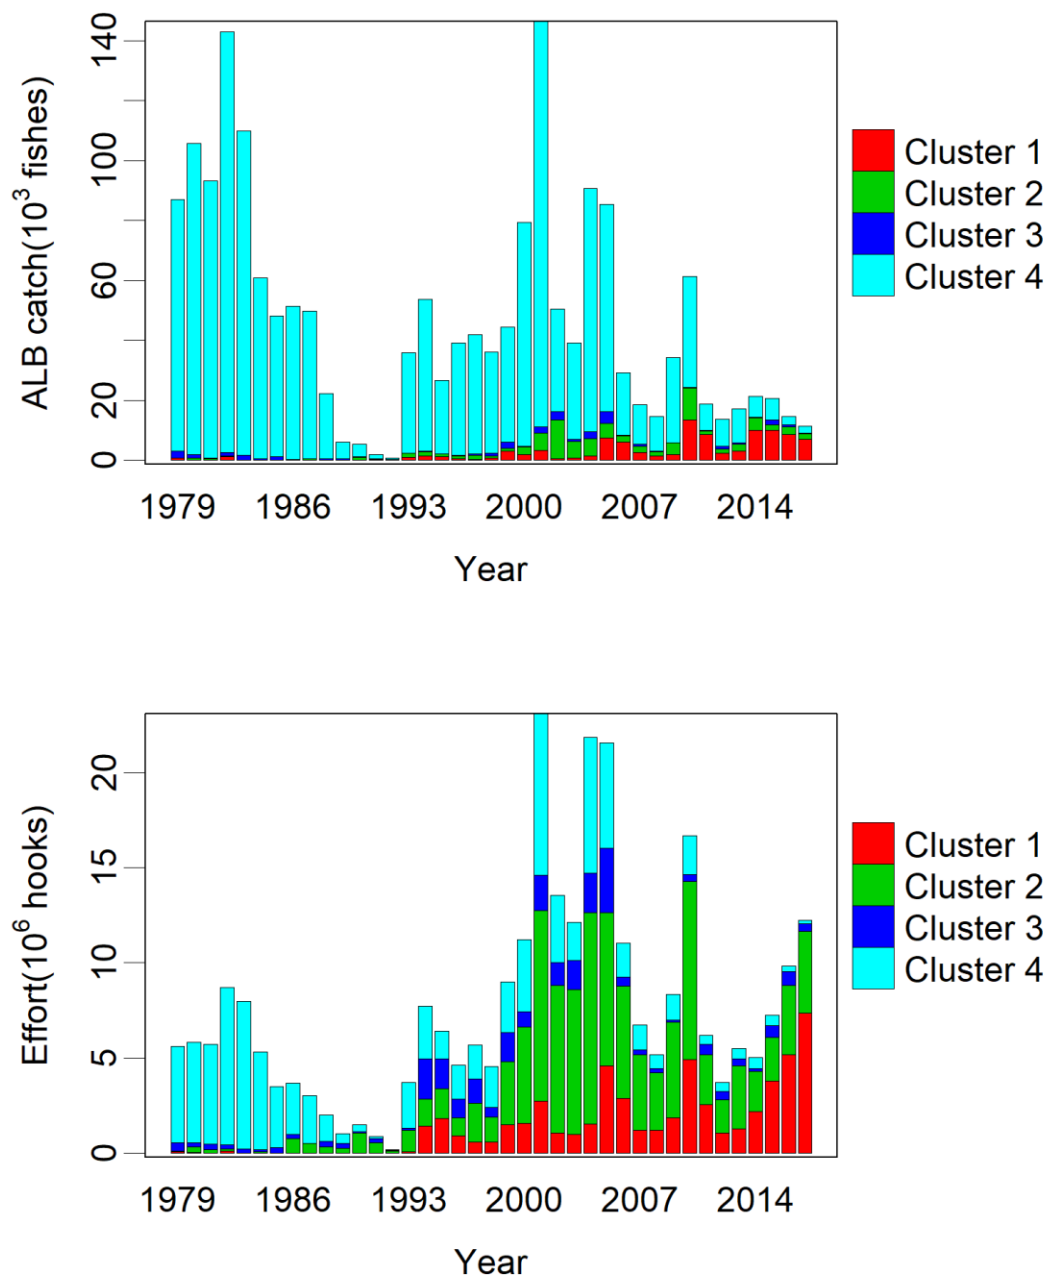 ALB catch(10³ fishes)
140
100
60
20
0
1979 1986 1993 2000 2007 2014
Year
Cluster 1
Cluster 2
Cluster 3
Cluster 4
Effort(10⁶ hooks)
20
15
10
5
0
1979 1986 1993 2000 2007 2014
Year
Cluster 1
Cluster 2
Cluster 3
Cluster 4